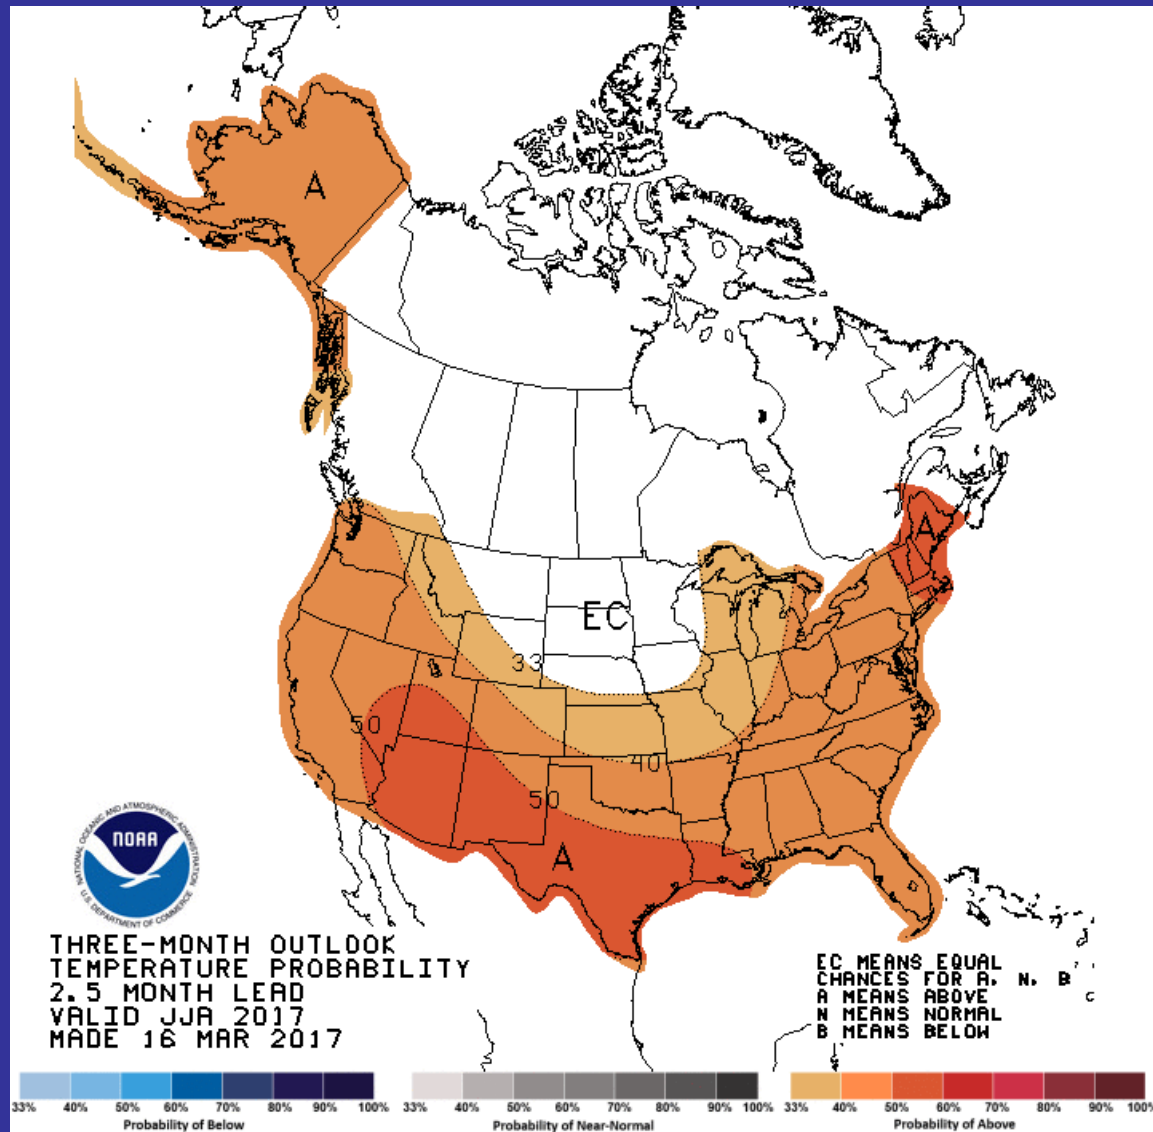 A
A
EC
33
50
40
50
A
NATIONAL OCEANIC AND ATMOSPHERIC ADMINISTRATION
NOAA
U.S. DEPARTMENT OF COMMERCE
THREE-MONTH OUTLOOK
TEMPERATURE PROBABILITY
2.5 MONTH LEAD
VALID JJA 2017
MADE 16 MAR 2017
EC MEANS EQUAL
CHANCES FOR A, N, B
A MEANS ABOVE
N MEANS NORMAL
B MEANS BELOW
33% 40% 50% 60% 70% 80% 90% 100%
Probability of Below
33% 40% 50% 60% 70% 80% 90% 100%
Probability of Near-Normal
33% 40% 50% 60% 70% 80% 90% 100%
Probability of Above